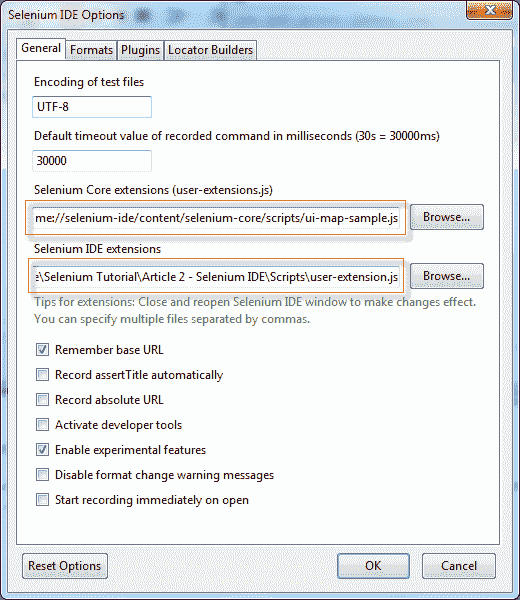 Selenium IDE Options
General Formats Plugins Locator Builders
Encoding of test files
UTF-8
Default timeout value of recorded command in milliseconds (30s = 30000ms)
30000
Selenium Core extensions (user-extensions.js)
me://selenium-ide/content/selenium-core/scripts/ui-map-sample.js Browse...
Selenium IDE extensions
e\Selenium Tutorial\Article 2 - Selenium IDE\Scripts\user-extension.js Browse...
Tips for extensions: Close and reopen Selenium IDE window to make changes effect.
You can specify multiple files separated by commas.
Remember base URL
Record assertTitle automatically
Record absolute URL
Activate developer tools
Enable experimental features
Disable format change warning messages
Start recording immediately on open
Reset Options OK Cancel